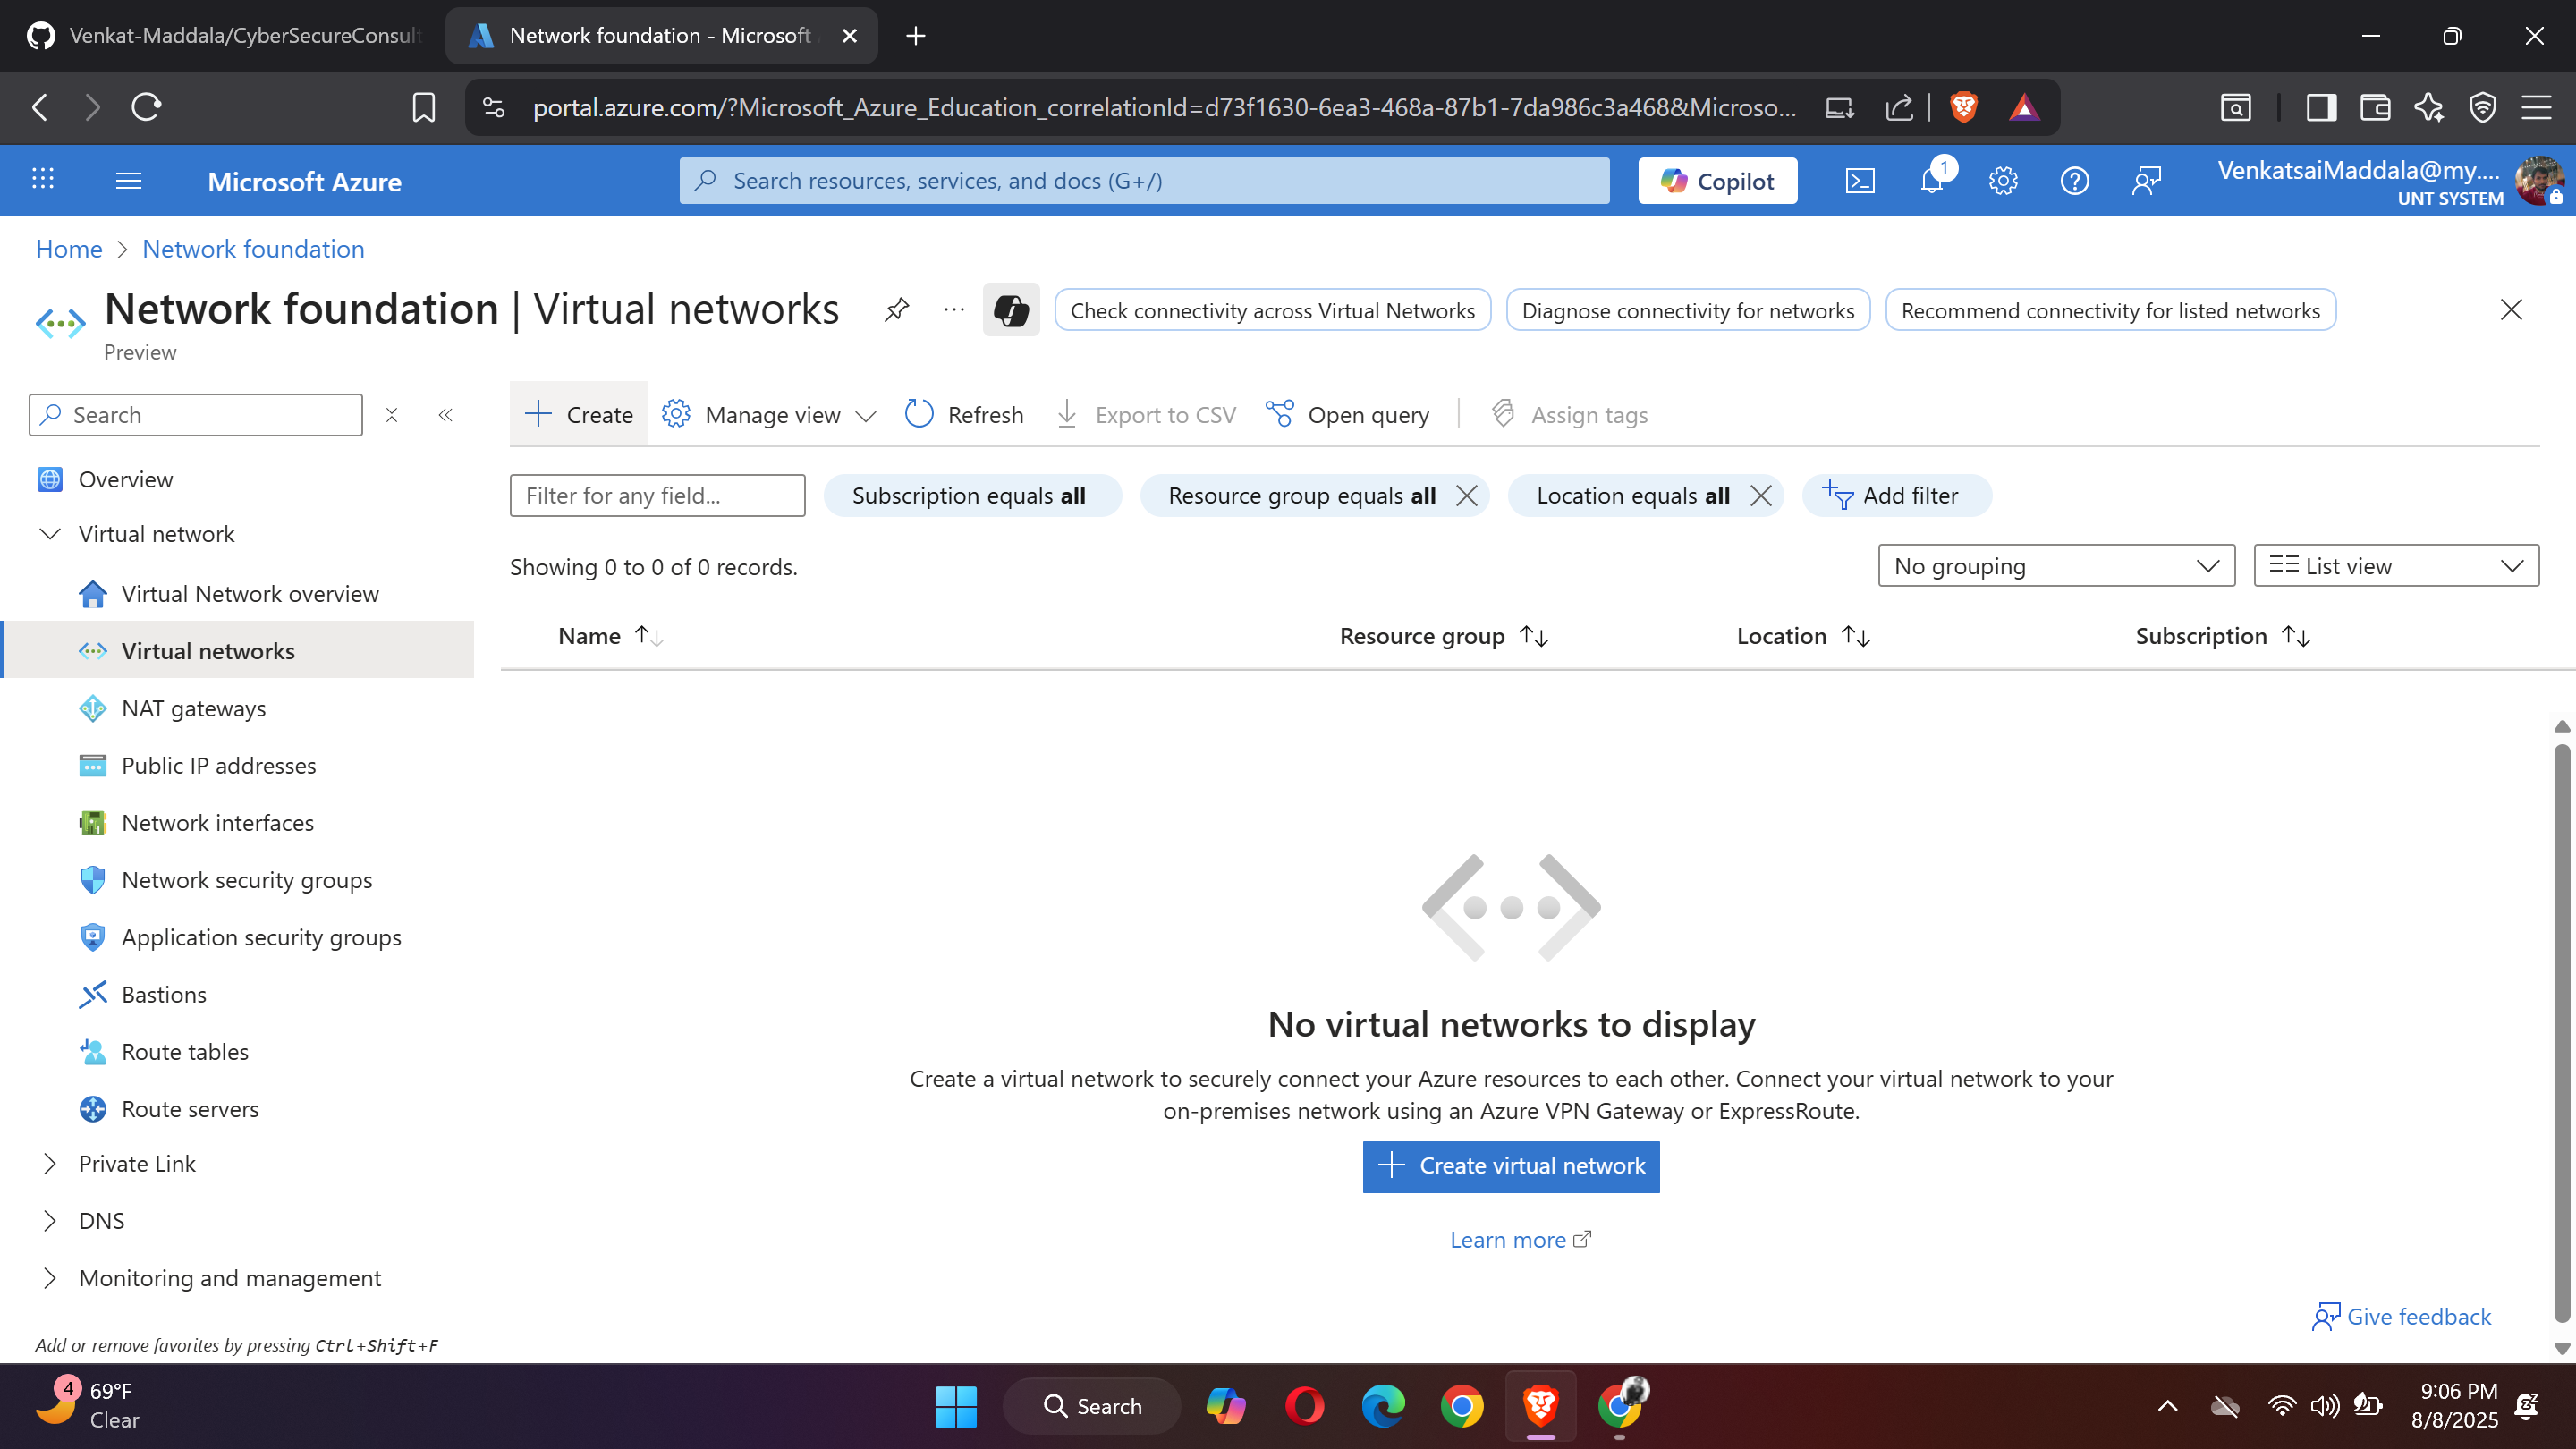 Venkat-Maddala/CyberSecureConsult
Network foundation - Microsoft
portal.azure.com/?Microsoft_Azure_Education_correlationId=d73f1630-6ea3-468a-87b1-7da986c3a468&Microso...
Microsoft Azure
Search resources, services, and docs (G+/)
Copilot
1
VenkatsaiMaddala@my....
UNT SYSTEM
Home > Network foundation
Network foundation | Virtual networks
...
Check connectivity across Virtual Networks
Diagnose connectivity for networks
Recommend connectivity for listed networks
Preview
Search
Create
Manage view
Refresh
Export to CSV
Open query
Assign tags
Filter for any field...
Subscription equals all
Resource group equals all
Location equals all
Add filter
Showing 0 to 0 of 0 records.
No grouping
List view
Name
Resource group
Location
Subscription
Overview
Virtual network
Virtual Network overview
Virtual networks
NAT gateways
Public IP addresses
Network interfaces
Network security groups
Application security groups
Bastions
Route tables
Route servers
Private Link
DNS
Monitoring and management
Add or remove favorites by pressing Ctrl+Shift+F
No virtual networks to display
Create a virtual network to securely connect your Azure resources to each other. Connect your virtual network to your
on-premises network using an Azure VPN Gateway or ExpressRoute.
Create virtual network
Learn more
Give feedback
4
69°F
Clear
Search
9:06 PM
8/8/2025